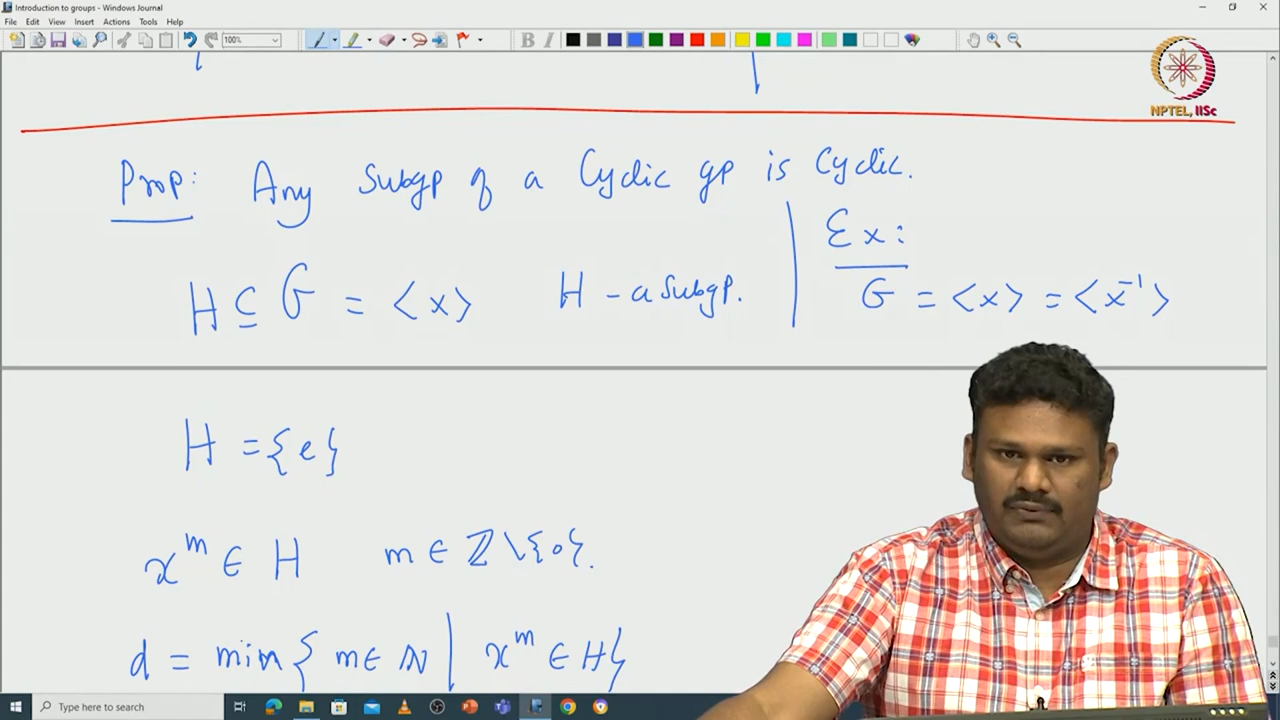 Introduction to groups - Windows Journal
File Edit View Insert Actions Tools Help
100%
B I
NPTEL, IISc
Prop: Any Subgp of a Cyclic gp is Cyclic.
H ⊆ G = ⟨x⟩ H - a subgp.
Ex:
G = ⟨x⟩ = ⟨x⁻¹⟩
H = {e}
xᵐ ∈ H m ∈ ℤ\{0}.
d = min{ m ∈ ℕ | xᵐ ∈ H}
Type here to search